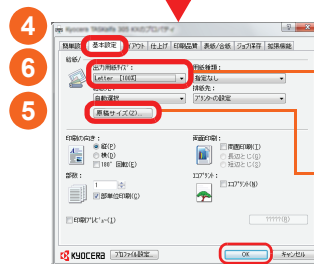 4
Kyocera TASKalfa 305 KXのプロパティ
簡単設定 基本設定 レイアウト 仕上げ 印刷品質 表紙/合紙 ジョブ保存 拡張機能
6
給紙/
出力用紙サイズ: 用紙種類:
Letter [100%] 指定なし
排紙先:
自動選択 プリンタの設定
5
原稿サイズ(Z)...
印刷の向き: 両面印刷:
縦(P) 両面印刷(I)
横(D) 長辺とじ(G)
180° 回転(E) 短辺とじ(G)
部数: エコプリント:
1 エコプリント(N)
部単位印刷(C)
印刷プレビュー(I)
KYOCERA プロファイル設定... OK キャンセル